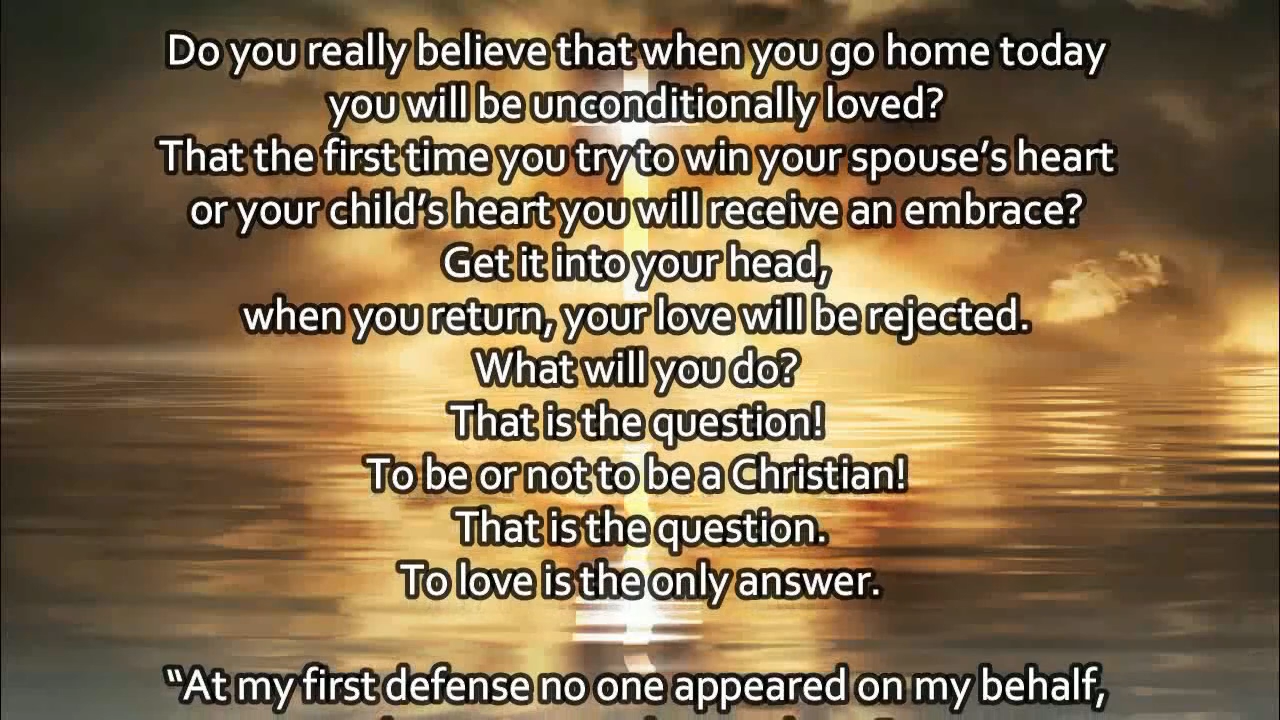 Do you really believe that when you go home today
you will be unconditionally loved?
That the first time you try to win your spouse's heart
or your child's heart you will receive an embrace?
Get it into your head,
when you return, your love will be rejected.
What will you do?
That is the question!
To be or not to be a Christian!
That is the question.
To love is the only answer.
“At my first defense no one appeared on my behalf,